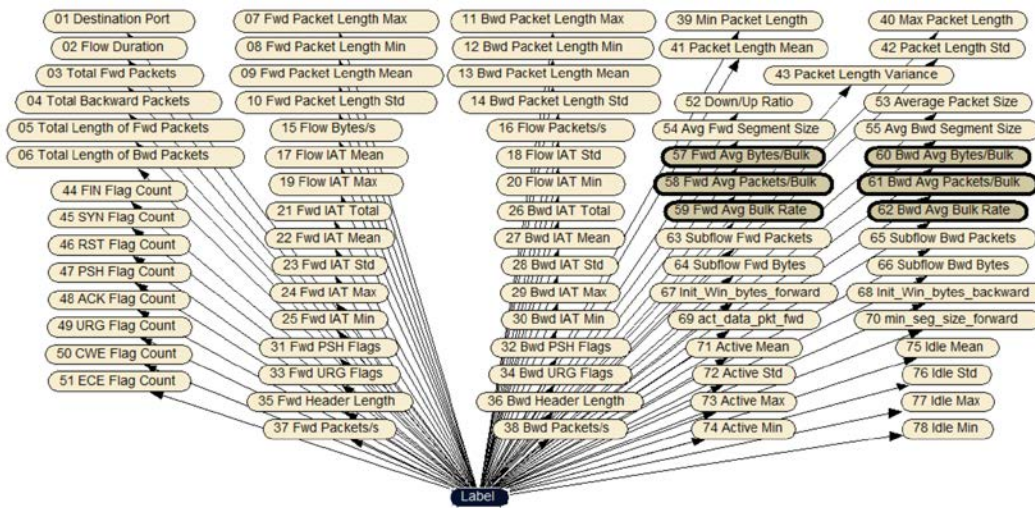 01 Destination Port
07 Fwd Packet Length Max
11 Bwd Packet Length Max
39 Min Packet Length
40 Max Packet Length
02 Flow Duration
08 Fwd Packet Length Min
12 Bwd Packet Length Min
41 Packet Length Mean
42 Packet Length Std
03 Total Fwd Packets
09 Fwd Packet Length Mean
13 Bwd Packet Length Mean
43 Packet Length Variance
04 Total Backward Packets
10 Fwd Packet Length Std
14 Bwd Packet Length Std
52 Down/Up Ratio
53 Average Packet Size
05 Total Length of Fwd Packets
15 Flow Bytes/s
16 Flow Packets/s
54 Avg Fwd Segment Size
55 Avg Bwd Segment Size
06 Total Length of Bwd Packets
17 Flow IAT Mean
18 Flow IAT Std
57 Fwd Avg Bytes/Bulk
60 Bwd Avg Bytes/Bulk
44 FIN Flag Count
19 Flow IAT Max
20 Flow IAT Min
58 Fwd Avg Packets/Bulk
61 Bwd Avg Packets/Bulk
45 SYN Flag Count
21 Fwd IAT Total
26 Bwd IAT Total
59 Fwd Avg Bulk Rate
62 Bwd Avg Bulk Rate
46 RST Flag Count
22 Fwd IAT Mean
27 Bwd IAT Mean
63 Subflow Fwd Packets
65 Subflow Bwd Packets
47 PSH Flag Count
23 Fwd IAT Std
28 Bwd IAT Std
64 Subflow Fwd Bytes
66 Subflow Bwd Bytes
48 ACK Flag Count
24 Fwd IAT Max
29 Bwd IAT Max
67 Init_Win_bytes_forward
68 Init_Win_bytes_backward
49 URG Flag Count
25 Fwd IAT Min
30 Bwd IAT Min
69 act_data_pkt_fwd
70 min_seg_size_forward
50 CWE Flag Count
31 Fwd PSH Flags
32 Bwd PSH Flags
71 Active Mean
75 Idle Mean
51 ECE Flag Count
33 Fwd URG Flags
34 Bwd URG Flags
72 Active Std
76 Idle Std
35 Fwd Header Length
36 Bwd Header Length
73 Active Max
77 Idle Max
37 Fwd Packets/s
38 Bwd Packets/s
74 Active Min
78 Idle Min
Label